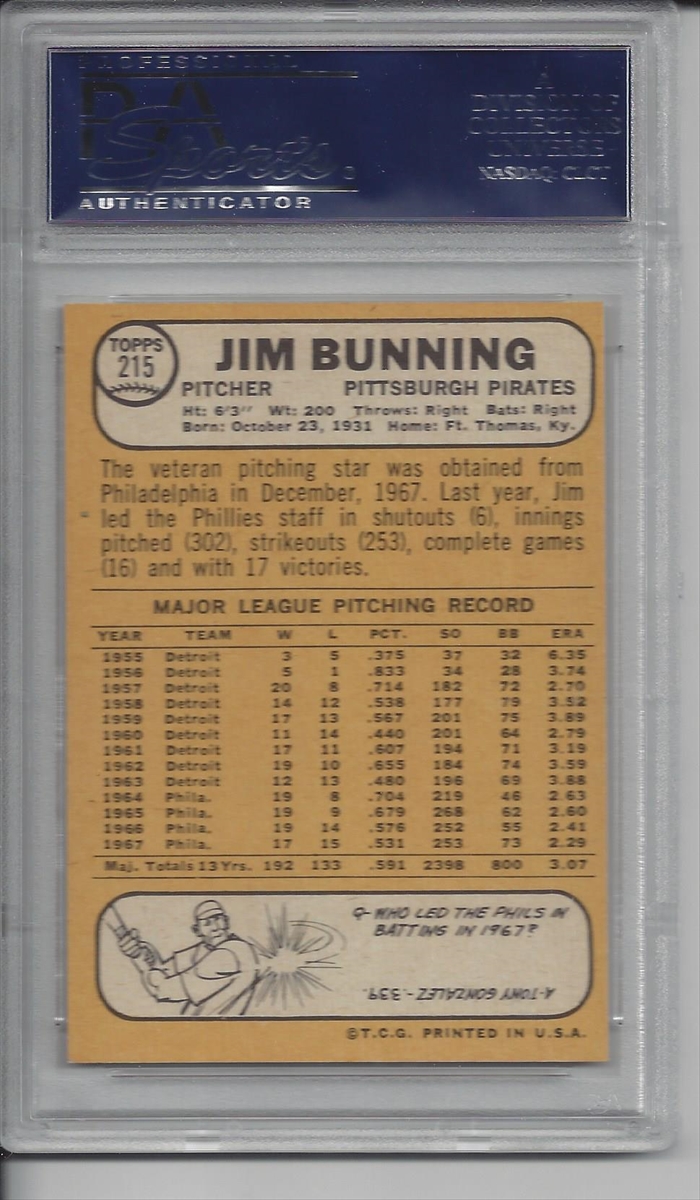 PROFESSIONAL
PSA
Sports
AUTHENTICATOR
A
DIVISION OF
COLLECTORS
UNIVERSE
NASDAQ: CLCT
TOPPS
215
JIM BUNNING
PITCHER PITTSBURGH PIRATES
Ht: 6'3" Wt: 200 Throws: Right Bats: Right
Born: October 23, 1931 Home: Ft. Thomas, Ky.
The veteran pitching star was obtained from
Philadelphia in December, 1967. Last year, Jim
led the Phillies staff in shutouts (6), innings
pitched (302), strikeouts (253), complete games
(16) and with 17 victories.
MAJOR LEAGUE PITCHING RECORD
YEAR TEAM W L PCT. SO BB ERA
1955 Detroit 3 5 .375 37 32 6.35
1956 Detroit 5 1 .833 34 28 3.74
1957 Detroit 20 8 .714 182 72 2.70
1958 Detroit 14 12 .538 177 79 3.52
1959 Detroit 17 13 .567 201 75 3.89
1960 Detroit 11 14 .440 201 64 2.79
1961 Detroit 17 11 .607 194 71 3.19
1962 Detroit 19 10 .655 184 74 3.59
1963 Detroit 12 13 .480 196 69 3.88
1964 Phila. 19 8 .704 219 46 2.63
1965 Phila. 19 9 .679 268 62 2.60
1966 Phila. 19 14 .576 252 55 2.41
1967 Phila. 17 15 .531 253 73 2.29
Maj. Totals 13 Yrs. 192 133 .591 2398 800 3.07
Q-WHO LED THE PHILS IN
BATTING IN 1967?
A-TONY GONZALEZ-.339.
©T.C.G. PRINTED IN U.S.A.